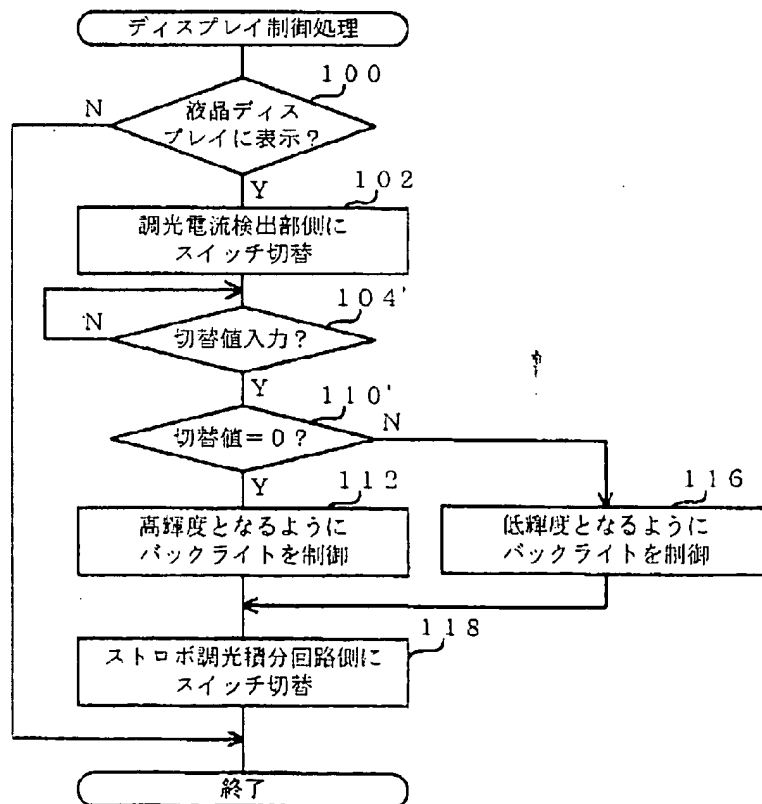 ディスプレイ制御処理
100
N
液晶ディス
プレイに表示？
Y
102
調光電流検出部側に
スイッチ切替
104'
N
切替値入力？
Y
110'
N
切替値＝0？
Y
112
116
高輝度となるように
バックライトを制御
低輝度となるように
バックライトを制御
118
ストロボ調光積分回路側に
スイッチ切替
終了